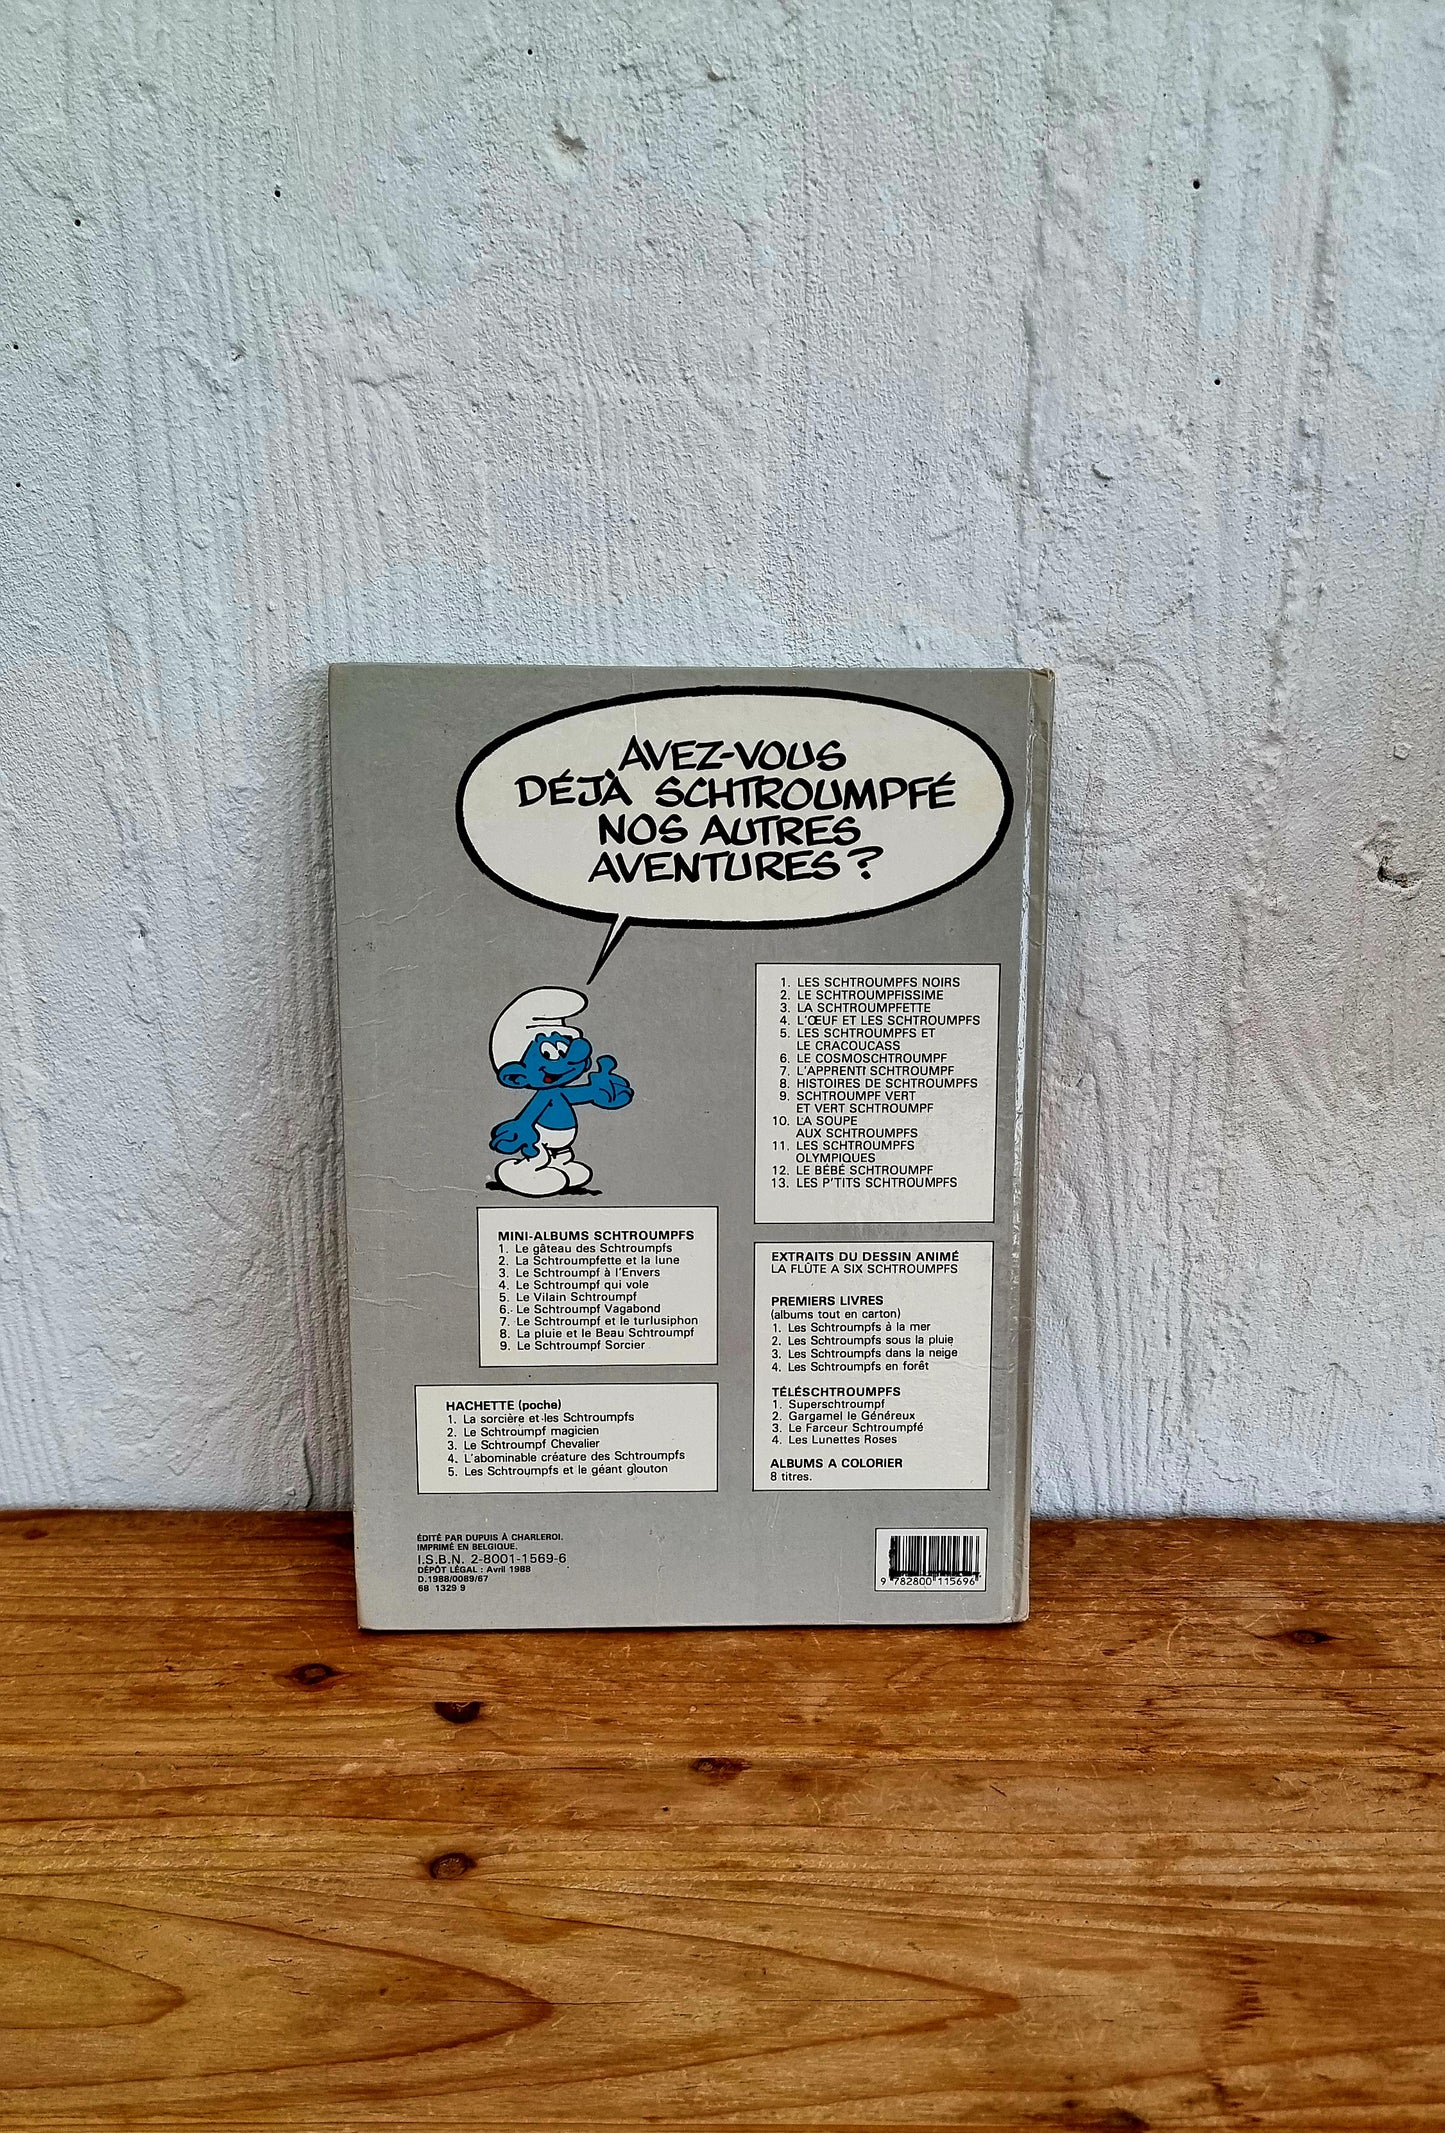 AVEZ-VOUS
DÉJÀ SCHTROUMPFÉ
NOS AUTRES
AVENTURES ?
1. LES SCHTROUMPFS NOIRS
2. LE SCHTROUMPFISSIME
3. LA SCHTROUMPFETTE
4. L'ŒUF ET LES SCHTROUMPFS
5. LES SCHTROUMPFS ET
LE CRACOUCASS
6. LE COSMOSCHTROUMPF
7. L'APPRENTI SCHTROUMPF
8. HISTOIRES DE SCHTROUMPFS
9. SCHTROUMPF VERT
ET VERT SCHTROUMPF
10. LA SOUPE
AUX SCHTROUMPFS
11. LES SCHTROUMPFS
OLYMPIQUES
12. LE BÉBÉ SCHTROUMPF
13. LES P'TITS SCHTROUMPFS
MINI-ALBUMS SCHTROUMPFS
1. Le gâteau des Schtroumpfs
2. La Schtroumpfette et la lune
3. Le Schtroumpf à l'Envers
4. Le Schtroumpf qui vole
5. Le Vilain Schtroumpf
6. Le Schtroumpf Vagabond
7. Le Schtroumpf et le turlusiphon
8. La pluie et le Beau Schtroumpf
9. Le Schtroumpf Sorcier
HACHETTE (poche)
1. La sorcière et les Schtroumpfs
2. Le Schtroumpf magicien
3. Le Schtroumpf Chevalier
4. L'abominable créature des Schtroumpfs
5. Les Schtroumpfs et le géant glouton
EXTRAITS DU DESSIN ANIMÉ
LA FLÛTE A SIX SCHTROUMPFS
PREMIERS LIVRES
(albums tout en carton)
1. Les Schtroumpfs à la mer
2. Les Schtroumpfs sous la pluie
3. Les Schtroumpfs dans la neige
4. Les Schtroumpfs en forêt
TÉLÉSCHTROUMPFS
1. Superschtroumpf
2. Gargamel le Généreux
3. Le Farceur Schtroumpfé
4. Les Lunettes Roses
ALBUMS A COLORIER
8 titres.
ÉDITÉ PAR DUPUIS À CHARLEROI.
IMPRIMÉ EN BELGIQUE.
I.S.B.N. 2-8001-1569-6
DÉPÔT LÉGAL : Avril 1988
D.1988/0089/67
68 1329 9
9 782800 115696